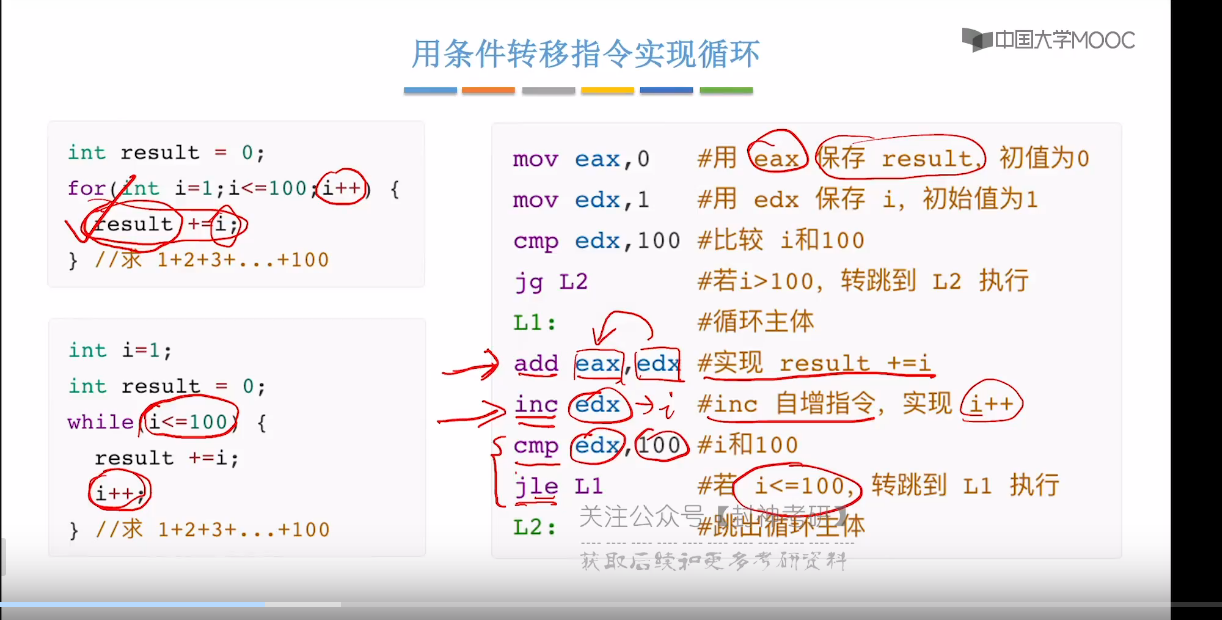 用条件转移指令实现循环
中国大学MOOC
int result = 0;
for(int i=1;i<=100;i++) {
result +=i;
} //求 1+2+3+...+100
int i=1;
int result = 0;
while(i<=100) {
result +=i;
i++;
} //求 1+2+3+...+100
mov eax,0 #用 eax 保存 result, 初值为0
mov edx,1 #用 edx 保存 i, 初始值为1
cmp edx,100 #比较 i和100
jg L2 #若i>100, 转跳到 L2 执行
L1: #循环主体
add eax,edx #实现 result +=i
inc edx →i #inc 自增指令, 实现 i++
cmp edx,100 #i和100
jle L1 #若 i<=100, 转跳到 L1 执行
关注公众号【封神考研】
L2: #跳出循环主体
获取后续和更多考研资料